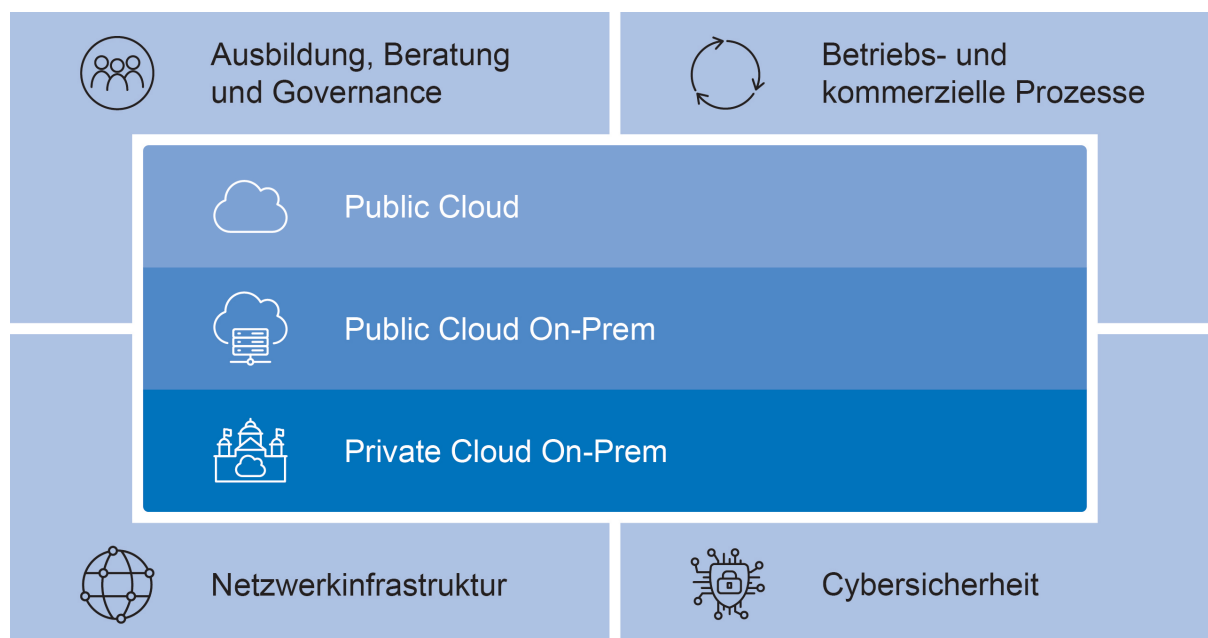 Ausbildung, Beratung
und Governance
Betriebs- und
kommerzielle Prozesse
Public Cloud
Public Cloud On-Prem
Private Cloud On-Prem
Netzwerkinfrastruktur
Cybersicherheit